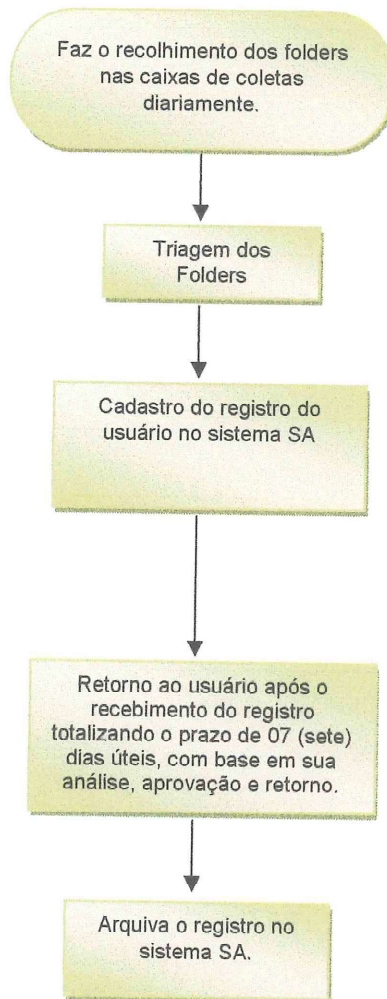 Faz o recolhimento dos folders
nas caixas de coletas
diariamente.
Triagem dos
Folders
Cadastro do registro do
usuário no sistema SA
Retorno ao usuário após o
recebimento do registro
totalizando o prazo de 07 (sete)
dias úteis, com base em sua
análise, aprovação e retorno.
Arquiva o registro no
sistema SA.